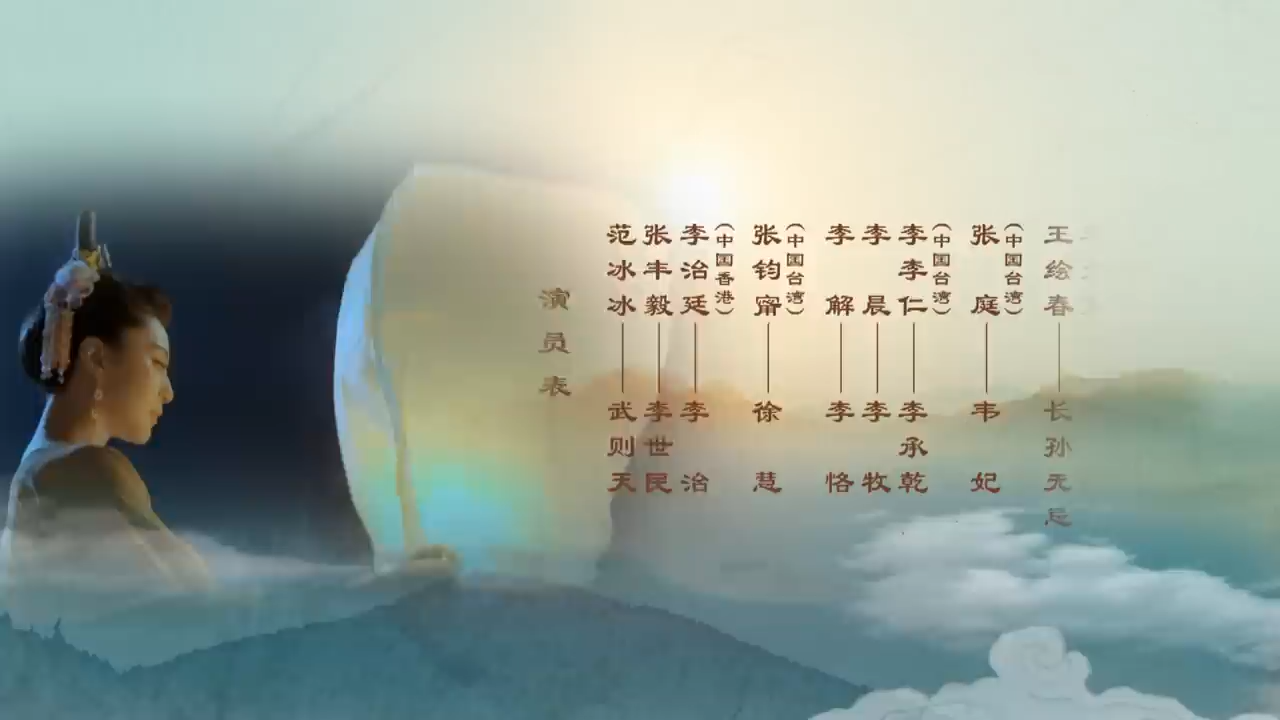 演员表
范冰冰——武则天
张丰毅——李世民
李治廷(中国香港)——李治
张钧甯(中国台湾)——徐慧
李解——李恪
李晨——李牧
李李仁(中国台湾)——李承乾
张庭(中国台湾)——韦妃
王绘春——长孙无忌